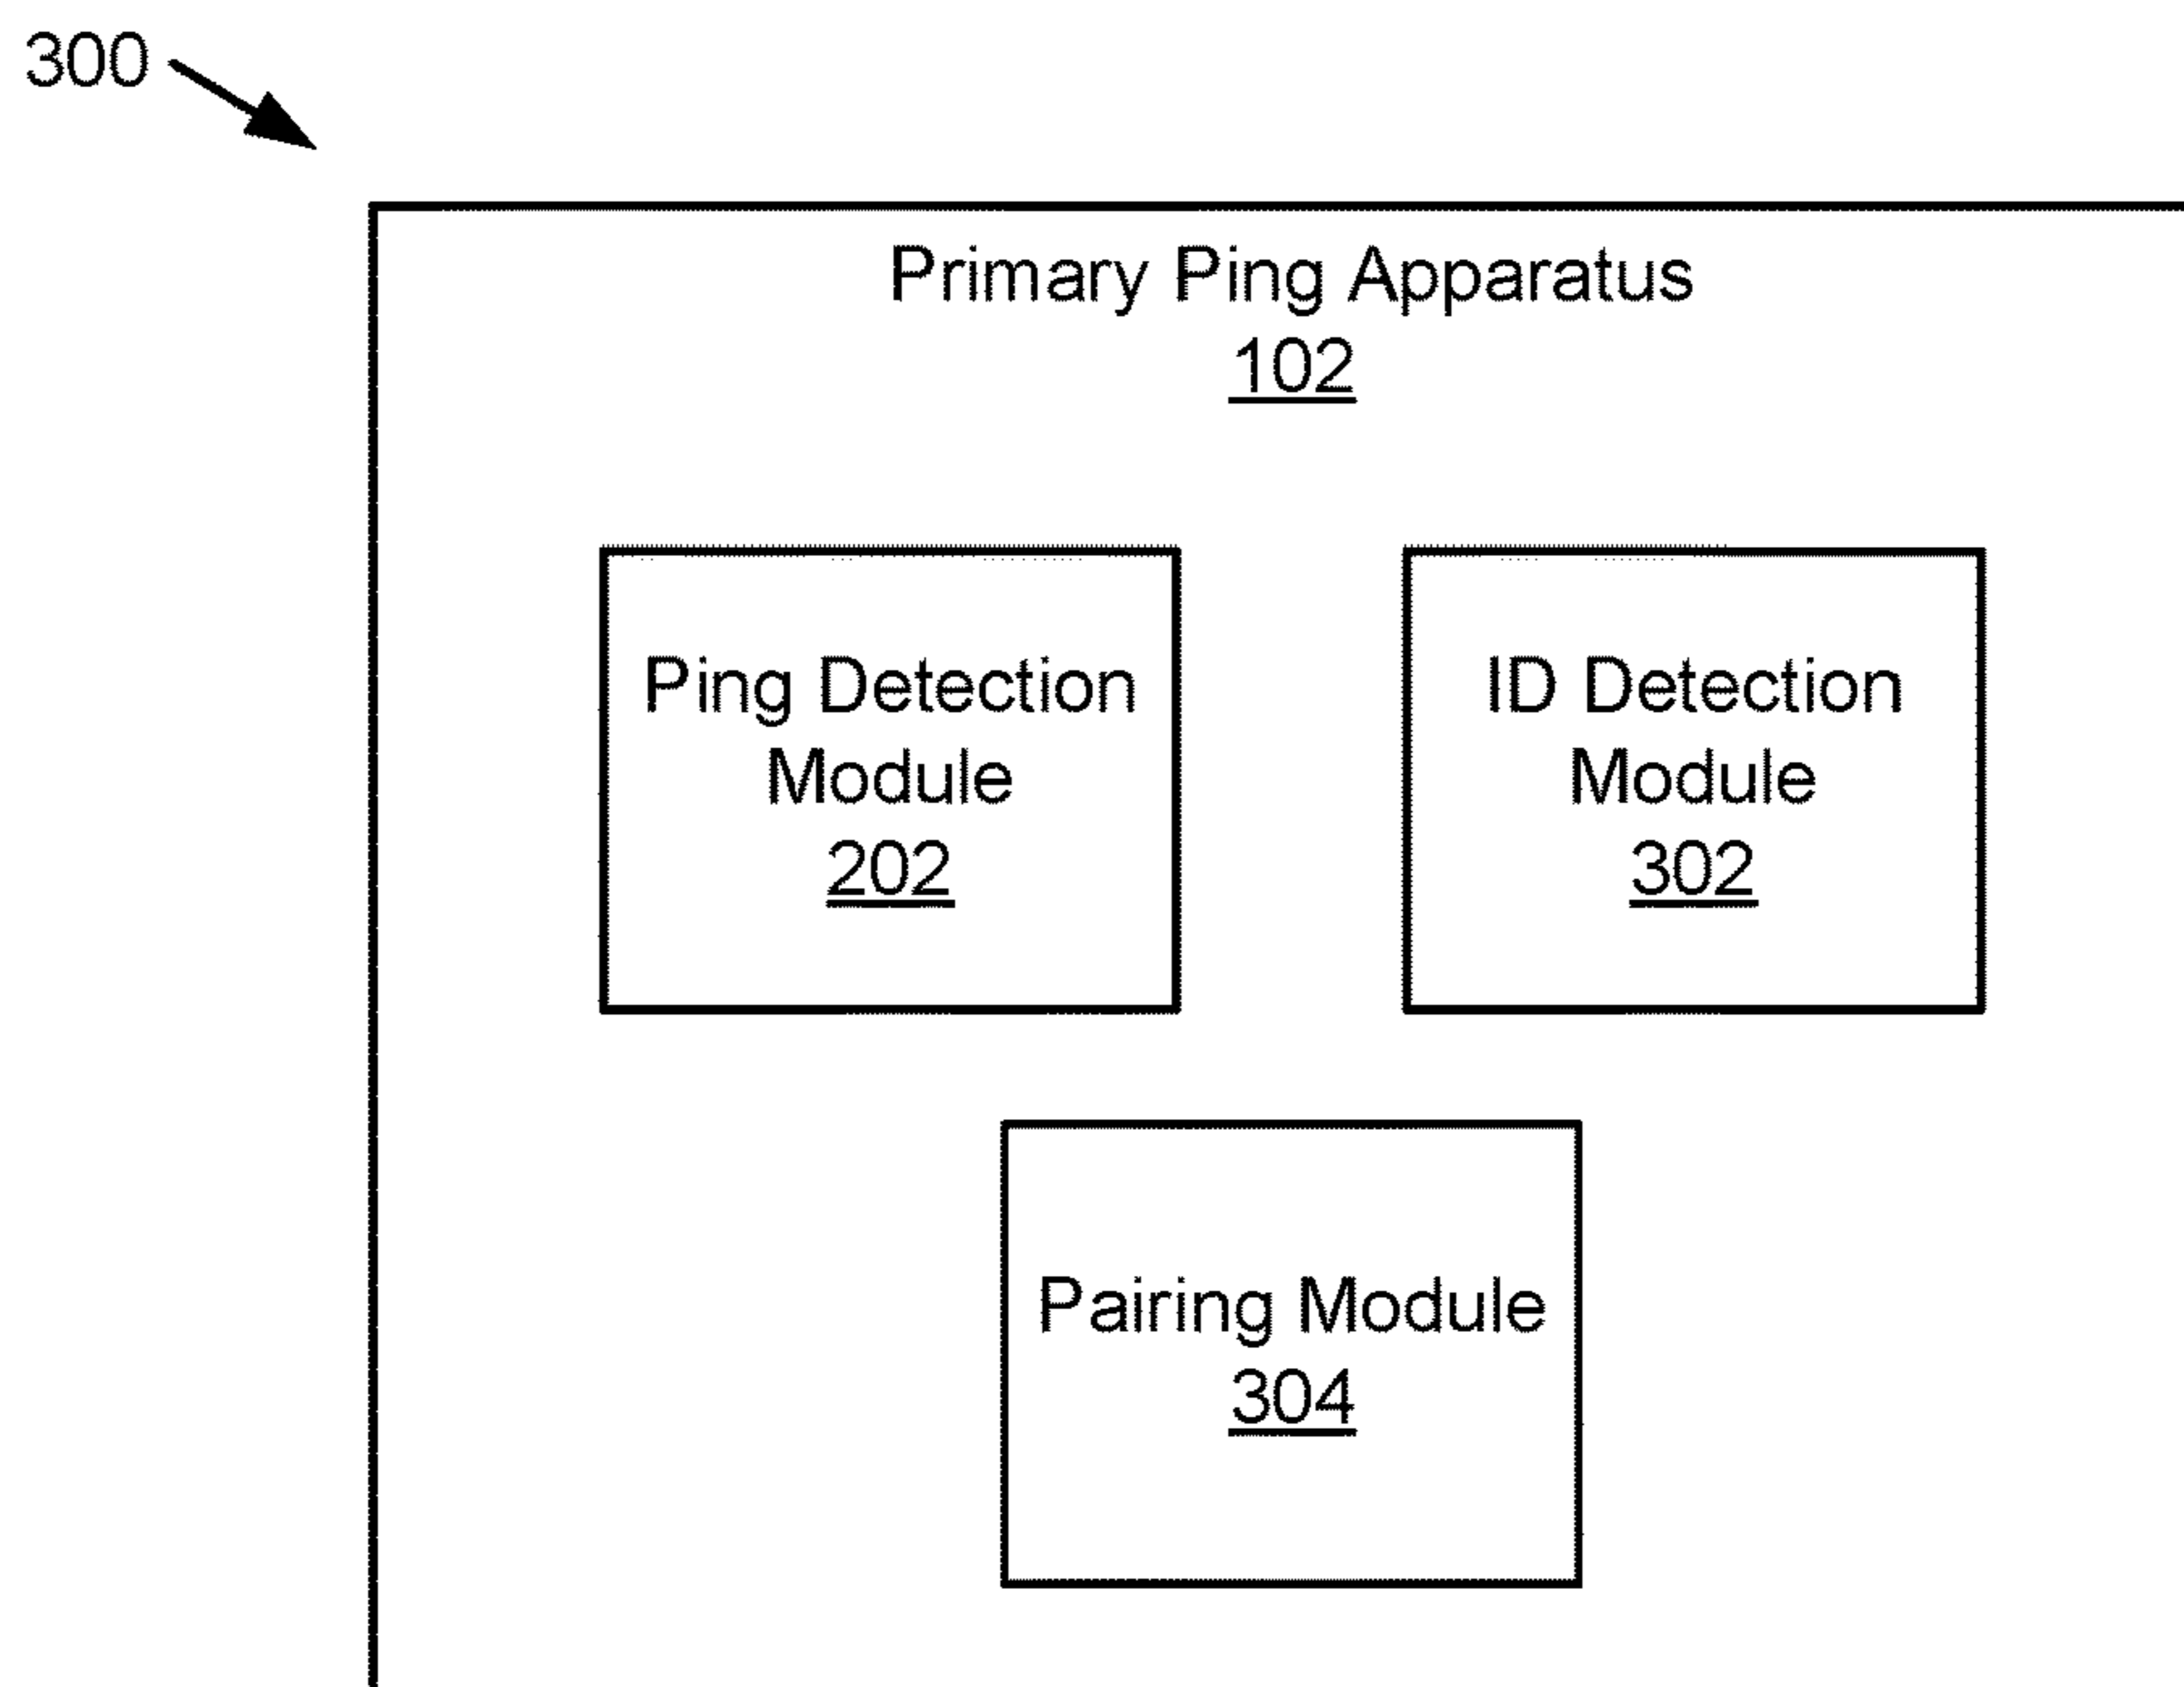 300
Primary Ping Apparatus
102
Ping Detection
Module
202
ID Detection
Module
302
Pairing Module
304